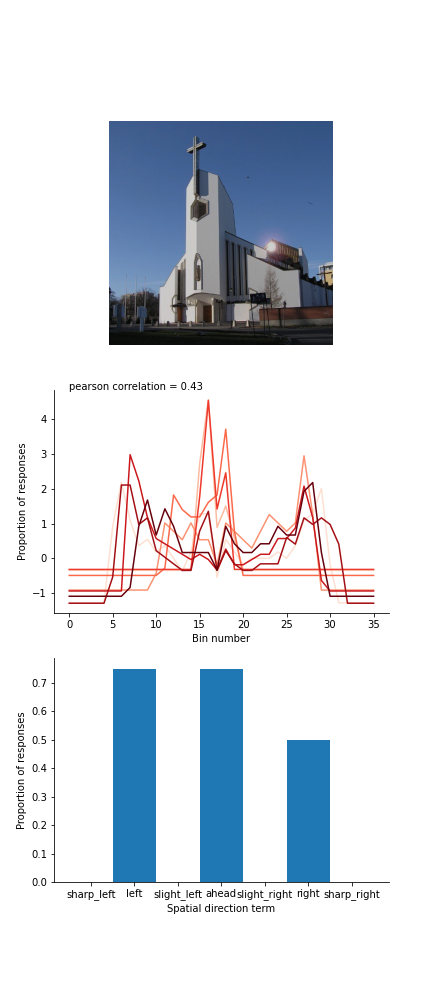 pearson correlation = 0.43
Proportion of responses
4
3
2
1
0
−1
0 5 10 15 20 25 30 35
Bin number
Proportion of responses
0.7
0.6
0.5
0.4
0.3
0.2
0.1
0.0
sharp_left left slight_left ahead slight_right right sharp_right
Spatial direction term